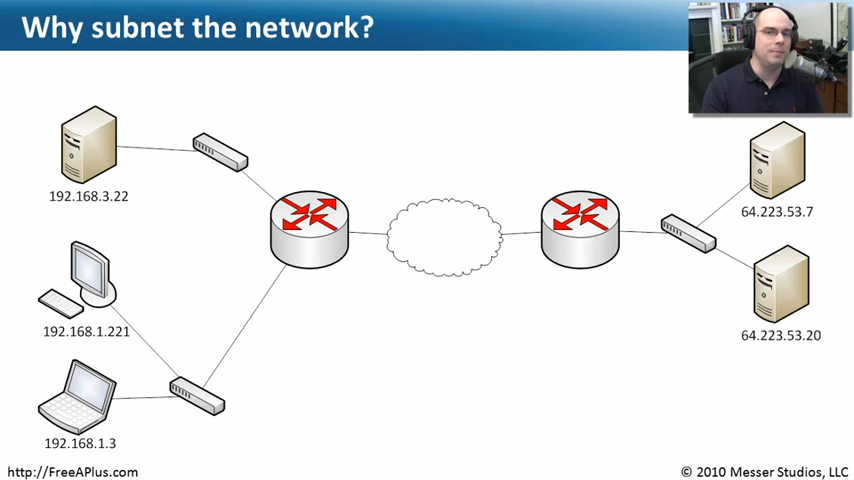 Why subnet the network?
192.168.3.22
64.223.53.7
192.168.1.221
64.223.53.20
192.168.1.3
http://FreeAPlus.com
© 2010 Messer Studios, LLC